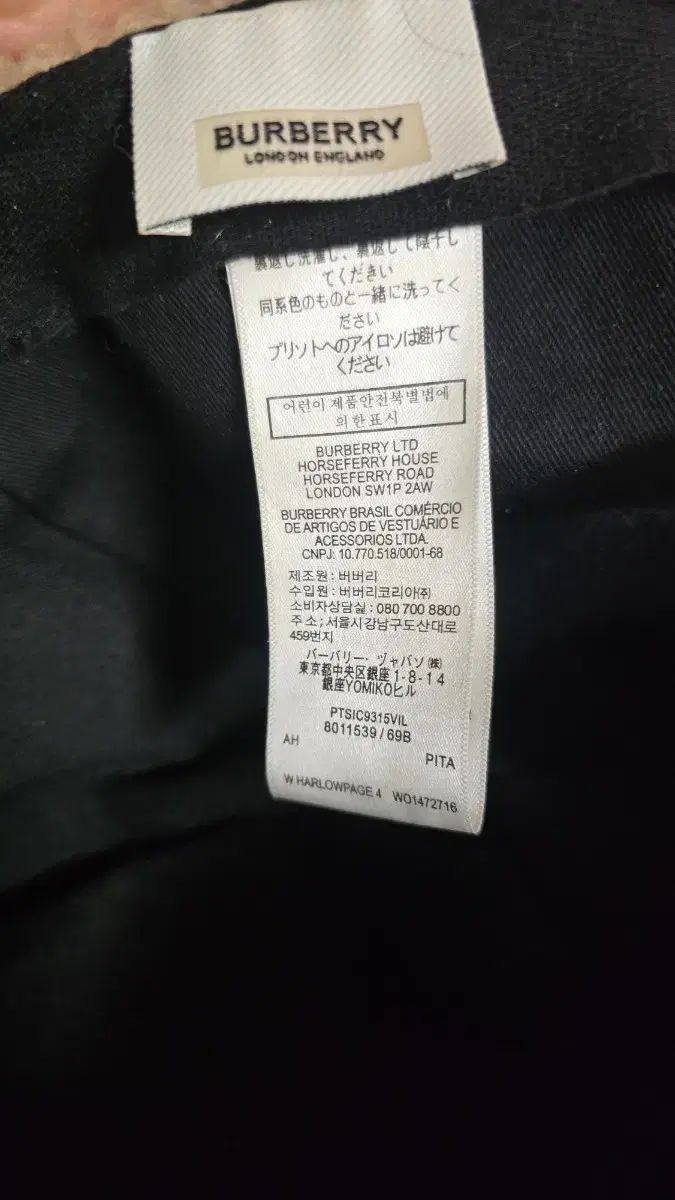 BURBERRY
LONDON ENGLAND
裏返し洗濯し、裏返して陰干し
てください
同系色のものと一緒に洗ってく
ださい
プリソトへのアイロソは避けて
ください
어린이제품안전북별법에
의한표시
BURBERRY LTD
HORSEFERRY HOUSE
HORSEFERRY ROAD
LONDON SW1P 2AW
BURBERRY BRASIL COMÉRCIO
DE ARTIGOS DE VESTUÁRIO E
ACESSORIOS LTDA.
CNPJ: 10.770.518/0001-68
제조원 : 버버리
수입원 : 버버리코리아㈜
소비자상담실 : 080 700 8800
주소 ; 서울시강남구도산대로
459번지
バーバリー・ヅャバソ㈱
東京都中央区銀座1-8-14
銀座YOMIKOヒル
PTSIC9315VIL
8011539 / 69B
AH
PITA
W HARLOWPAGE 4 WO1472716